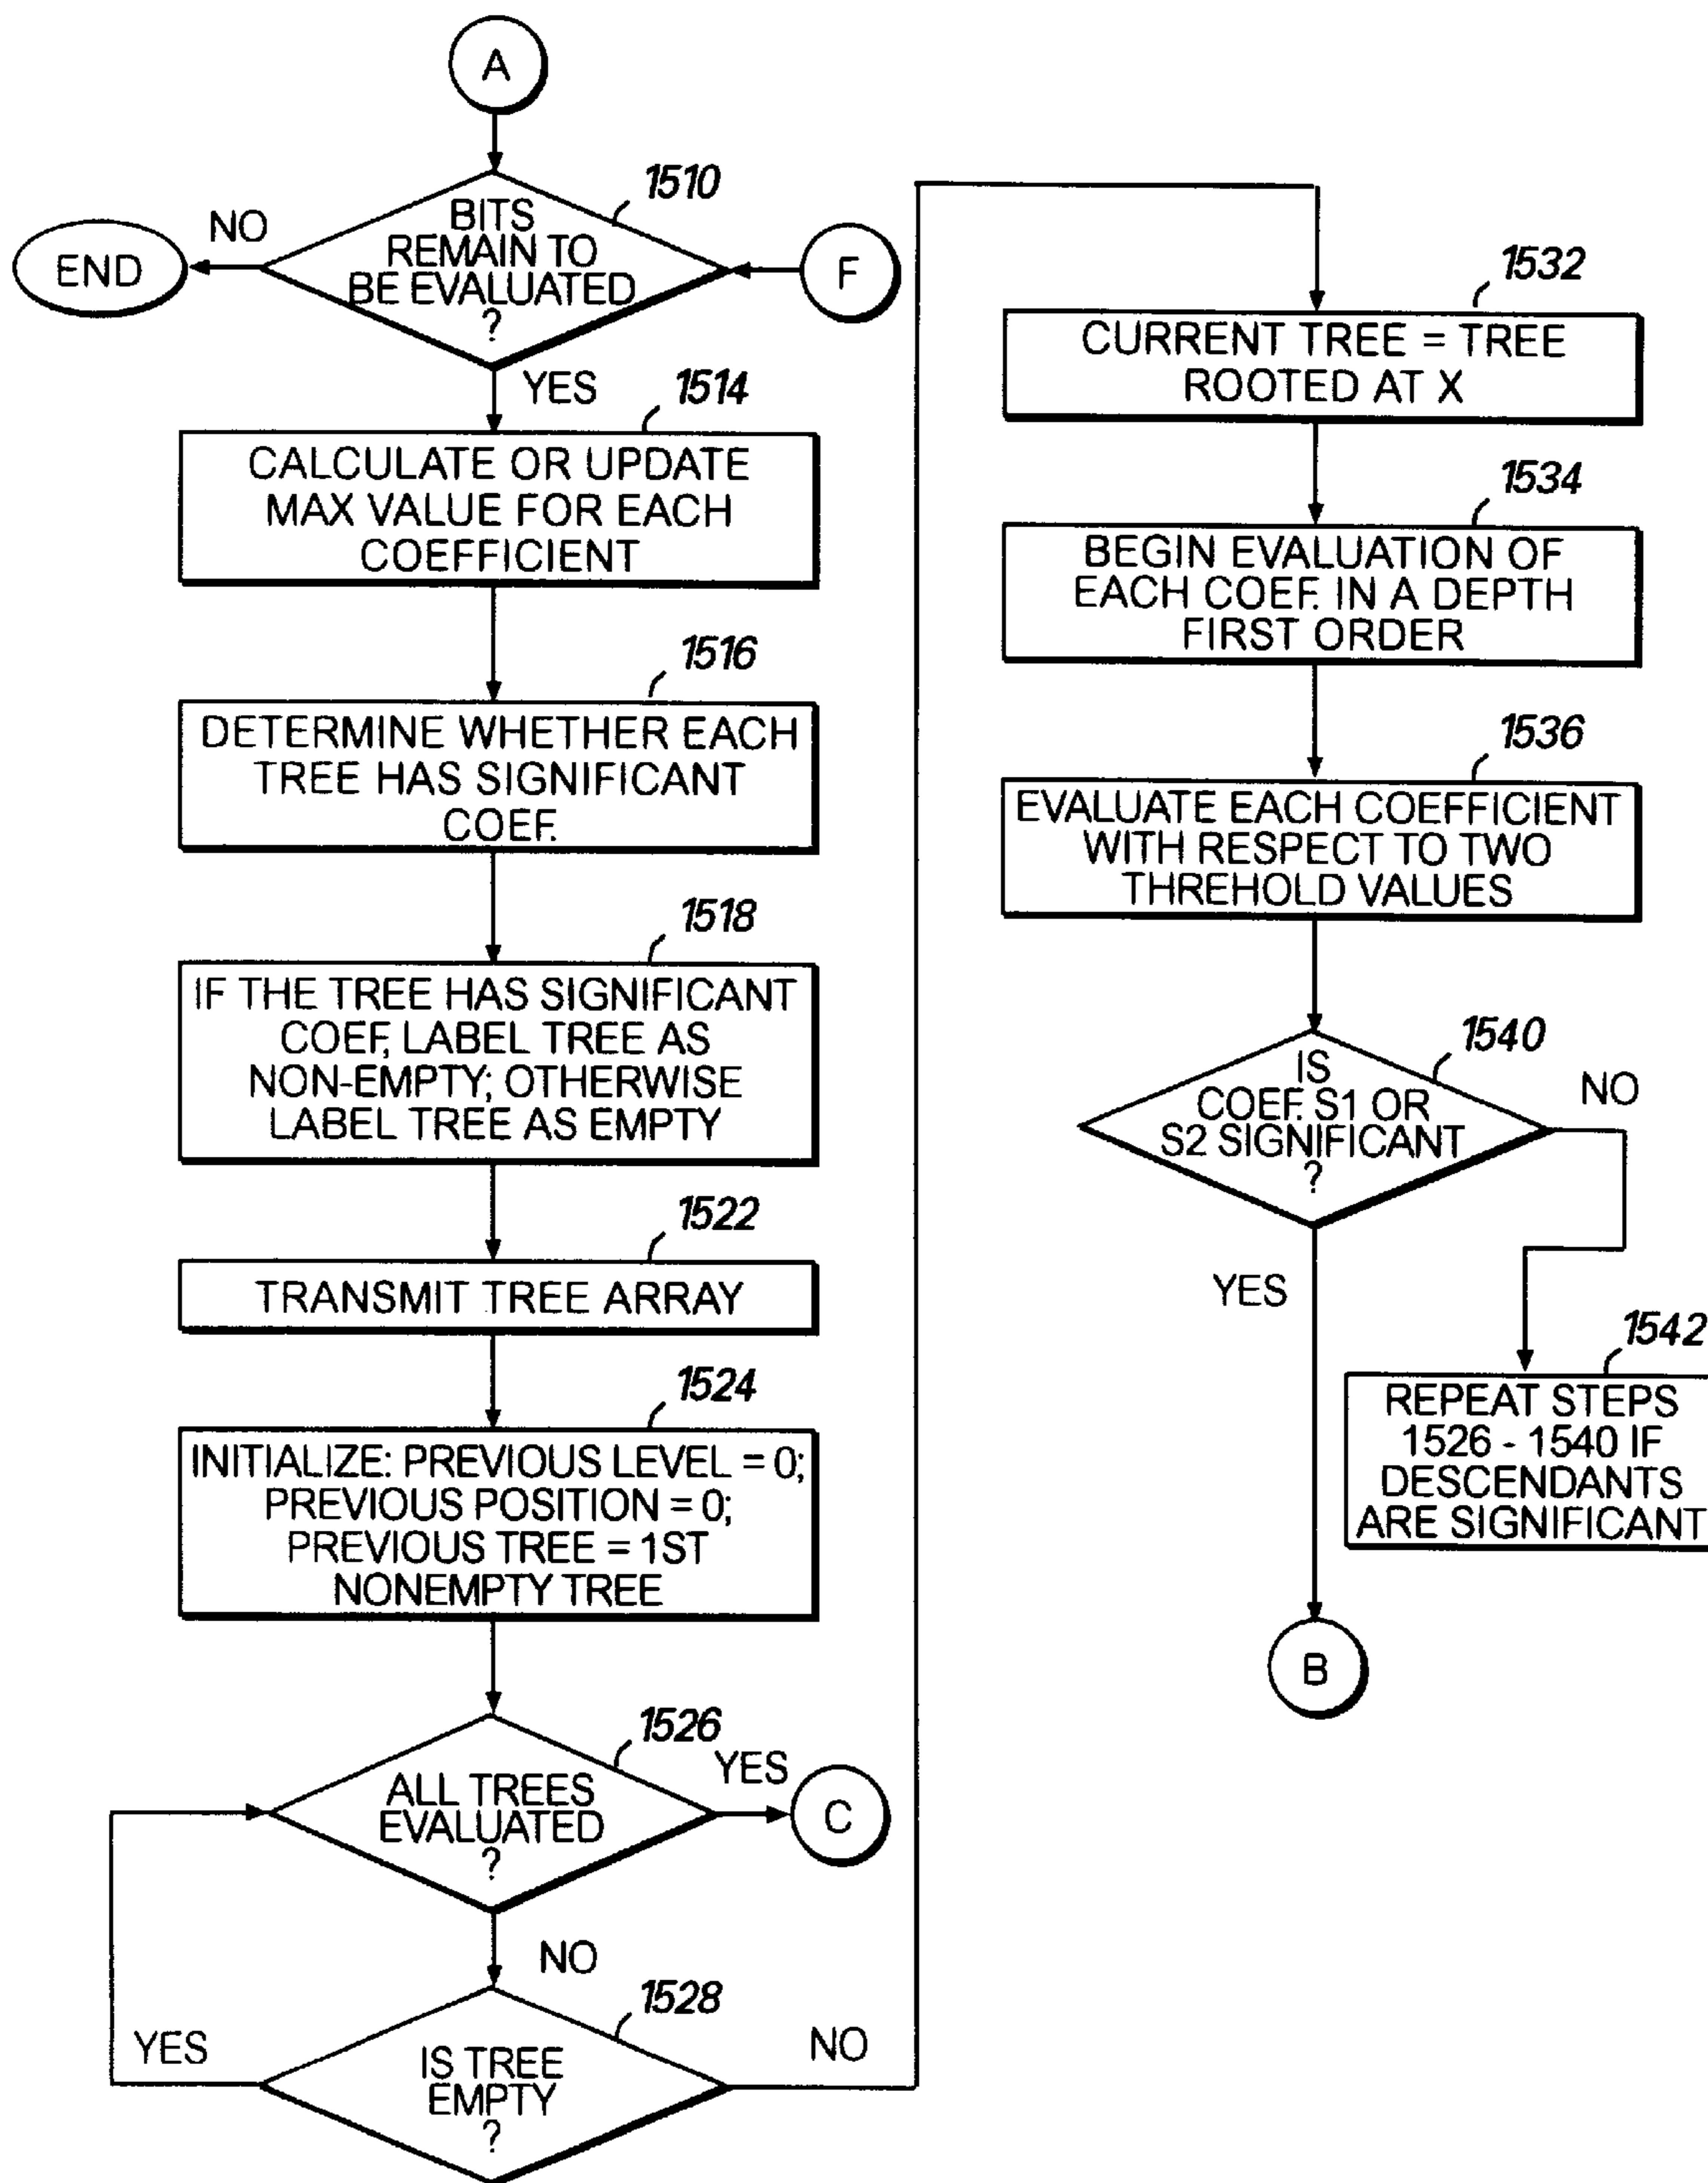 A
1510
BITS
REMAIN TO
BE EVALUATED
?
NO
END
F
YES
1514
CALCULATE OR UPDATE
MAX VALUE FOR EACH
COEFFICIENT
1516
DETERMINE WHETHER EACH
TREE HAS SIGNIFICANT
COEF.
1518
IF THE TREE HAS SIGNIFICANT
COEF, LABEL TREE AS
NON-EMPTY; OTHERWISE
LABEL TREE AS EMPTY
1522
TRANSMIT TREE ARRAY
1524
INITIALIZE: PREVIOUS LEVEL = 0;
PREVIOUS POSITION = 0;
PREVIOUS TREE = 1ST
NONEMPTY TREE
1526
ALL TREES
EVALUATED
?
YES
C
NO
1528
IS TREE
EMPTY
?
YES
NO
1532
CURRENT TREE = TREE
ROOTED AT X
1534
BEGIN EVALUATION OF
EACH COEF. IN A DEPTH
FIRST ORDER
1536
EVALUATE EACH COEFFICIENT
WITH RESPECT TO TWO
THREHOLD VALUES
1540
IS
COEF. S1 OR
S2 SIGNIFICANT
?
NO
YES
1542
REPEAT STEPS
1526 - 1540 IF
DESCENDANTS
ARE SIGNIFICANT
B